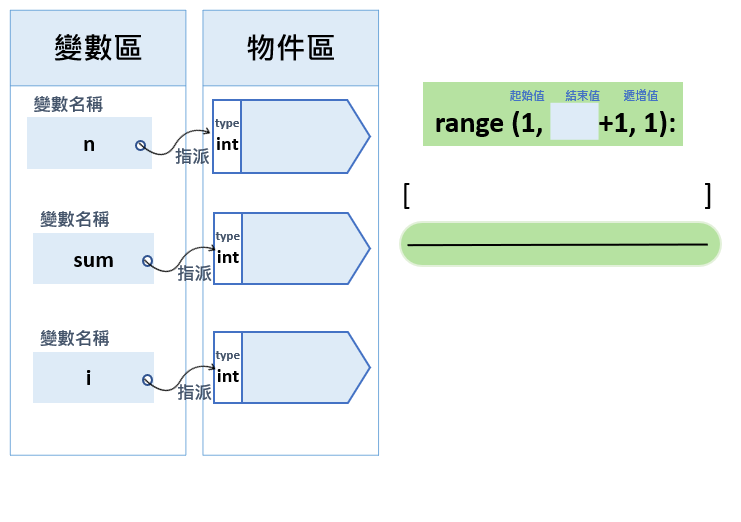 變數區
物件區
變數名稱
n
指派
type
int
變數名稱
sum
指派
type
int
變數名稱
i
指派
type
int
起始值 結束值 遞增值
range (1, +1, 1):
[ ]